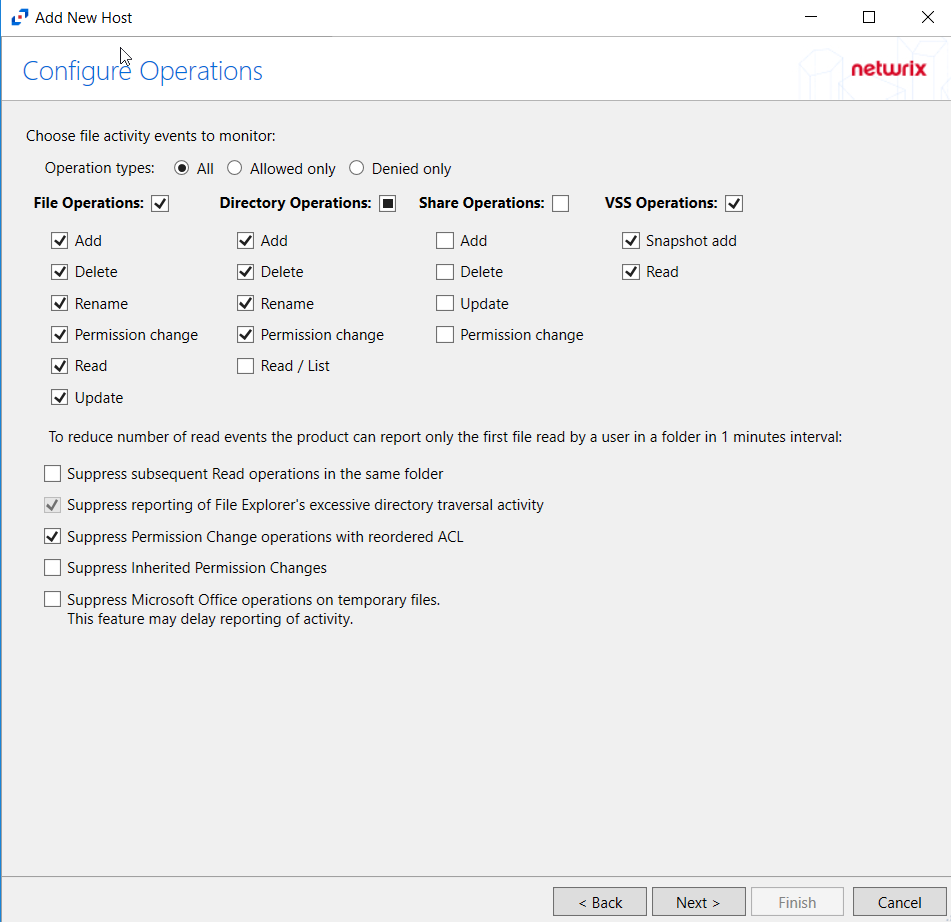 Add New Host
Configure Operations
netwrix
Choose file activity events to monitor:
Operation types: All Allowed only Denied only
File Operations: Directory Operations: Share Operations: VSS Operations:
Add Add Add Snapshot add
Delete Delete Delete Read
Rename Rename Update
Permission change Permission change Permission change
Read Read / List
Update
To reduce number of read events the product can report only the first file read by a user in a folder in 1 minutes interval:
Suppress subsequent Read operations in the same folder
Suppress reporting of File Explorer's excessive directory traversal activity
Suppress Permission Change operations with reordered ACL
Suppress Inherited Permission Changes
Suppress Microsoft Office operations on temporary files.
This feature may delay reporting of activity.
< Back Next > Finish Cancel